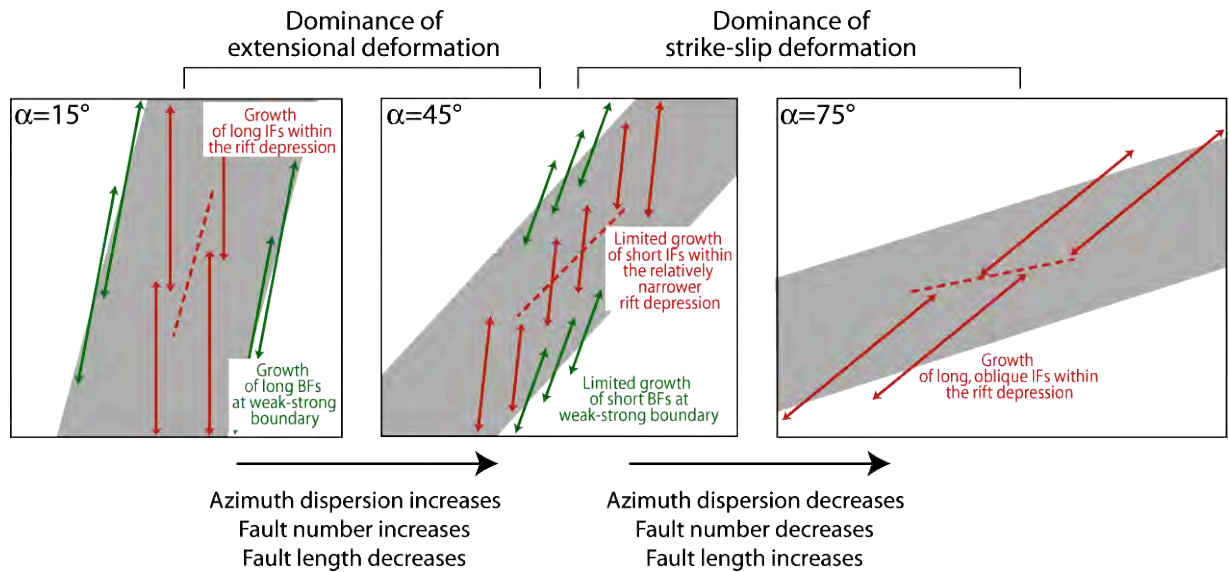 Dominance of
extensional deformation
Dominance of
strike-slip deformation
α=15°
Growth
of long IFs within
the rift depression
Growth
of long BFs
at weak-strong
boundary
α=45°
Limited growth
of short IFs within
the relatively
narrower
rift depression
Limited growth
of short BFs at
weak-strong boundary
α=75°
Growth
of long, oblique IFs within
the rift depression
Azimuth dispersion increases
Fault number increases
Fault length decreases
Azimuth dispersion decreases
Fault number decreases
Fault length increases